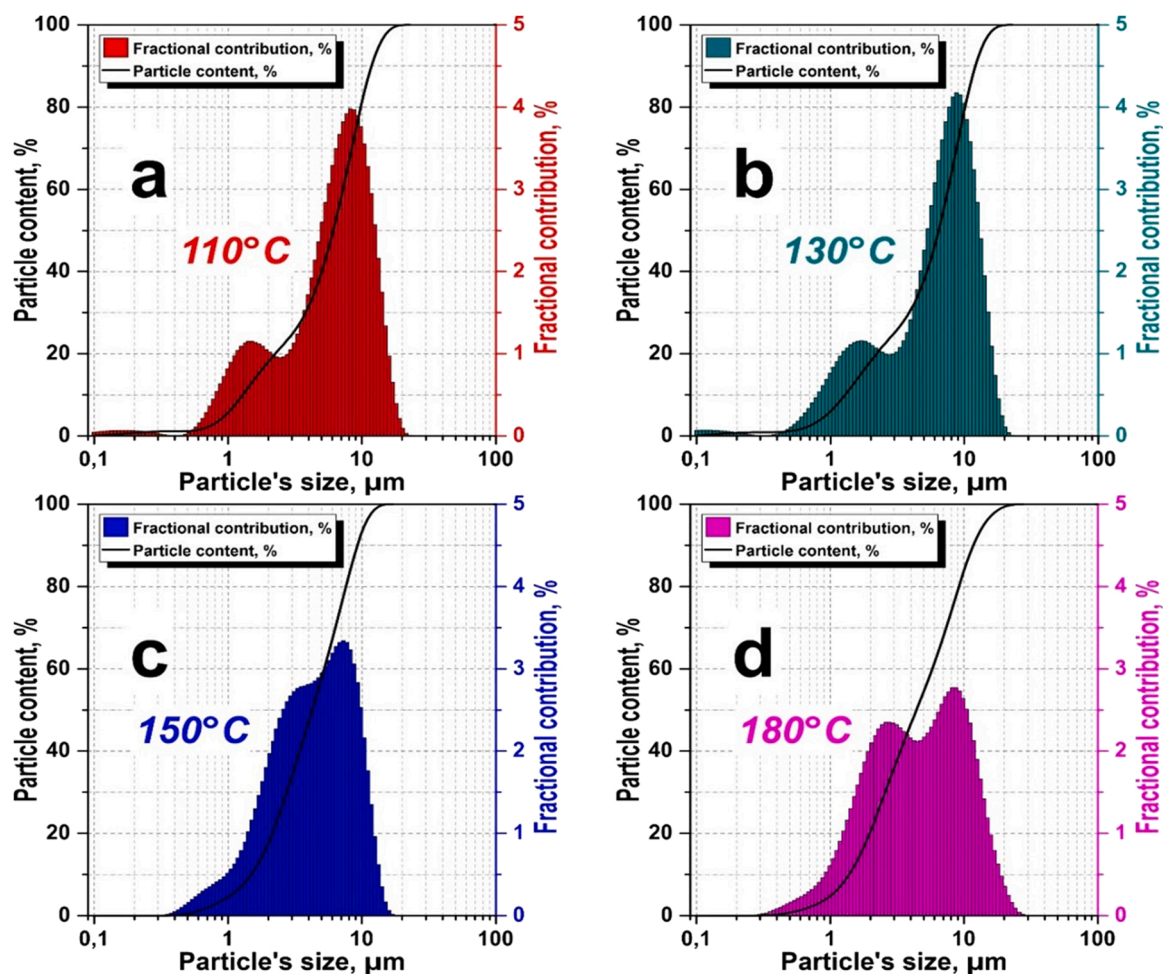 Fractional contribution, %
Particle content, %
a
110°C
Particle content, %
Fractional contribution, %
100
80
60
40
20
0
5
4
3
2
1
0
0,1
1
10
100
Particle's size, µm
Fractional contribution, %
Particle content, %
b
130°C
Particle content, %
Fractional contribution, %
100
80
60
40
20
0
5
4
3
2
1
0
0,1
1
10
100
Particle's size, µm
Fractional contribution, %
Particle content, %
c
150°C
Particle content, %
Fractional contribution, %
100
80
60
40
20
0
5
4
3
2
1
0
0,1
1
10
100
Particle's size, µm
Fractional contribution, %
Particle content, %
d
180°C
Particle content, %
Fractional contribution, %
100
80
60
40
20
0
5
4
3
2
1
0
0,1
1
10
100
Particle's size, µm